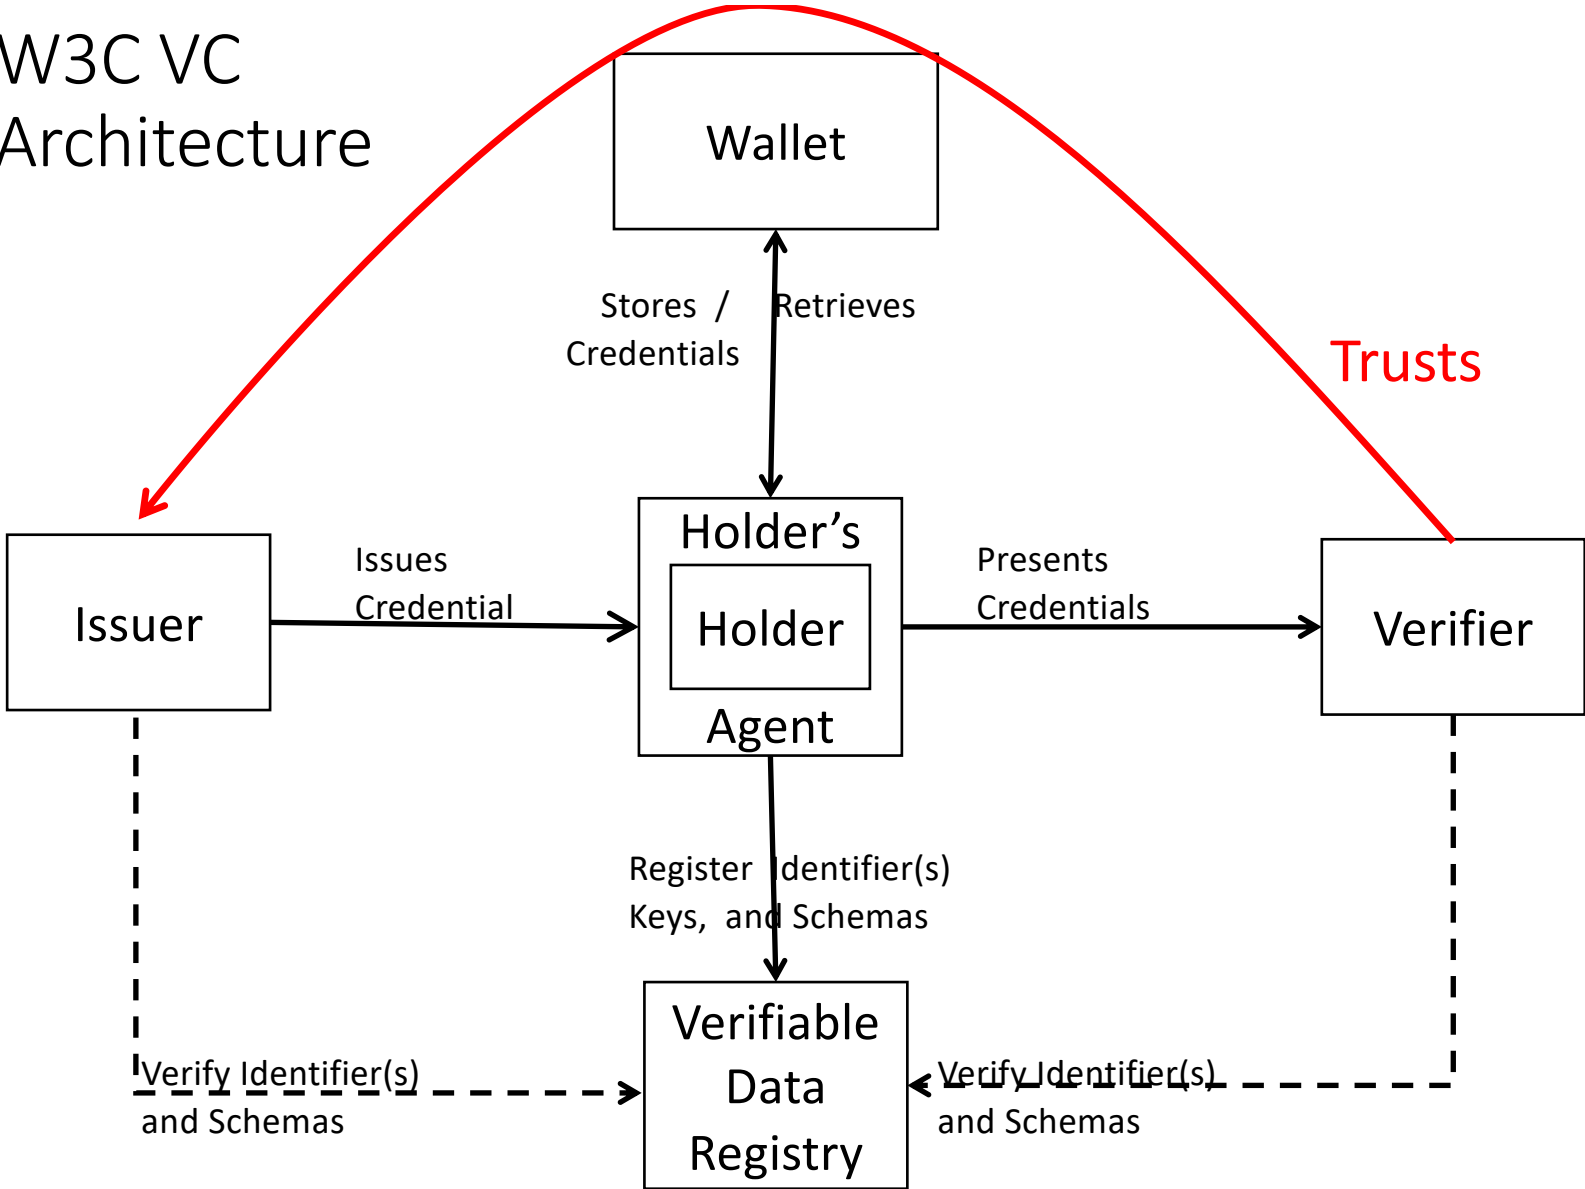 W3C VC
Architecture
Wallet
Stores / Retrieves
Credentials
Trusts
Holder’s
Issues
Credential
Presents
Credentials
Issuer
Holder
Verifier
Agent
Register Identifier(s)
Keys, and Schemas
Verifiable
Data
Registry
Verify Identifier(s)
and Schemas
Verify Identifier(s)
and Schemas